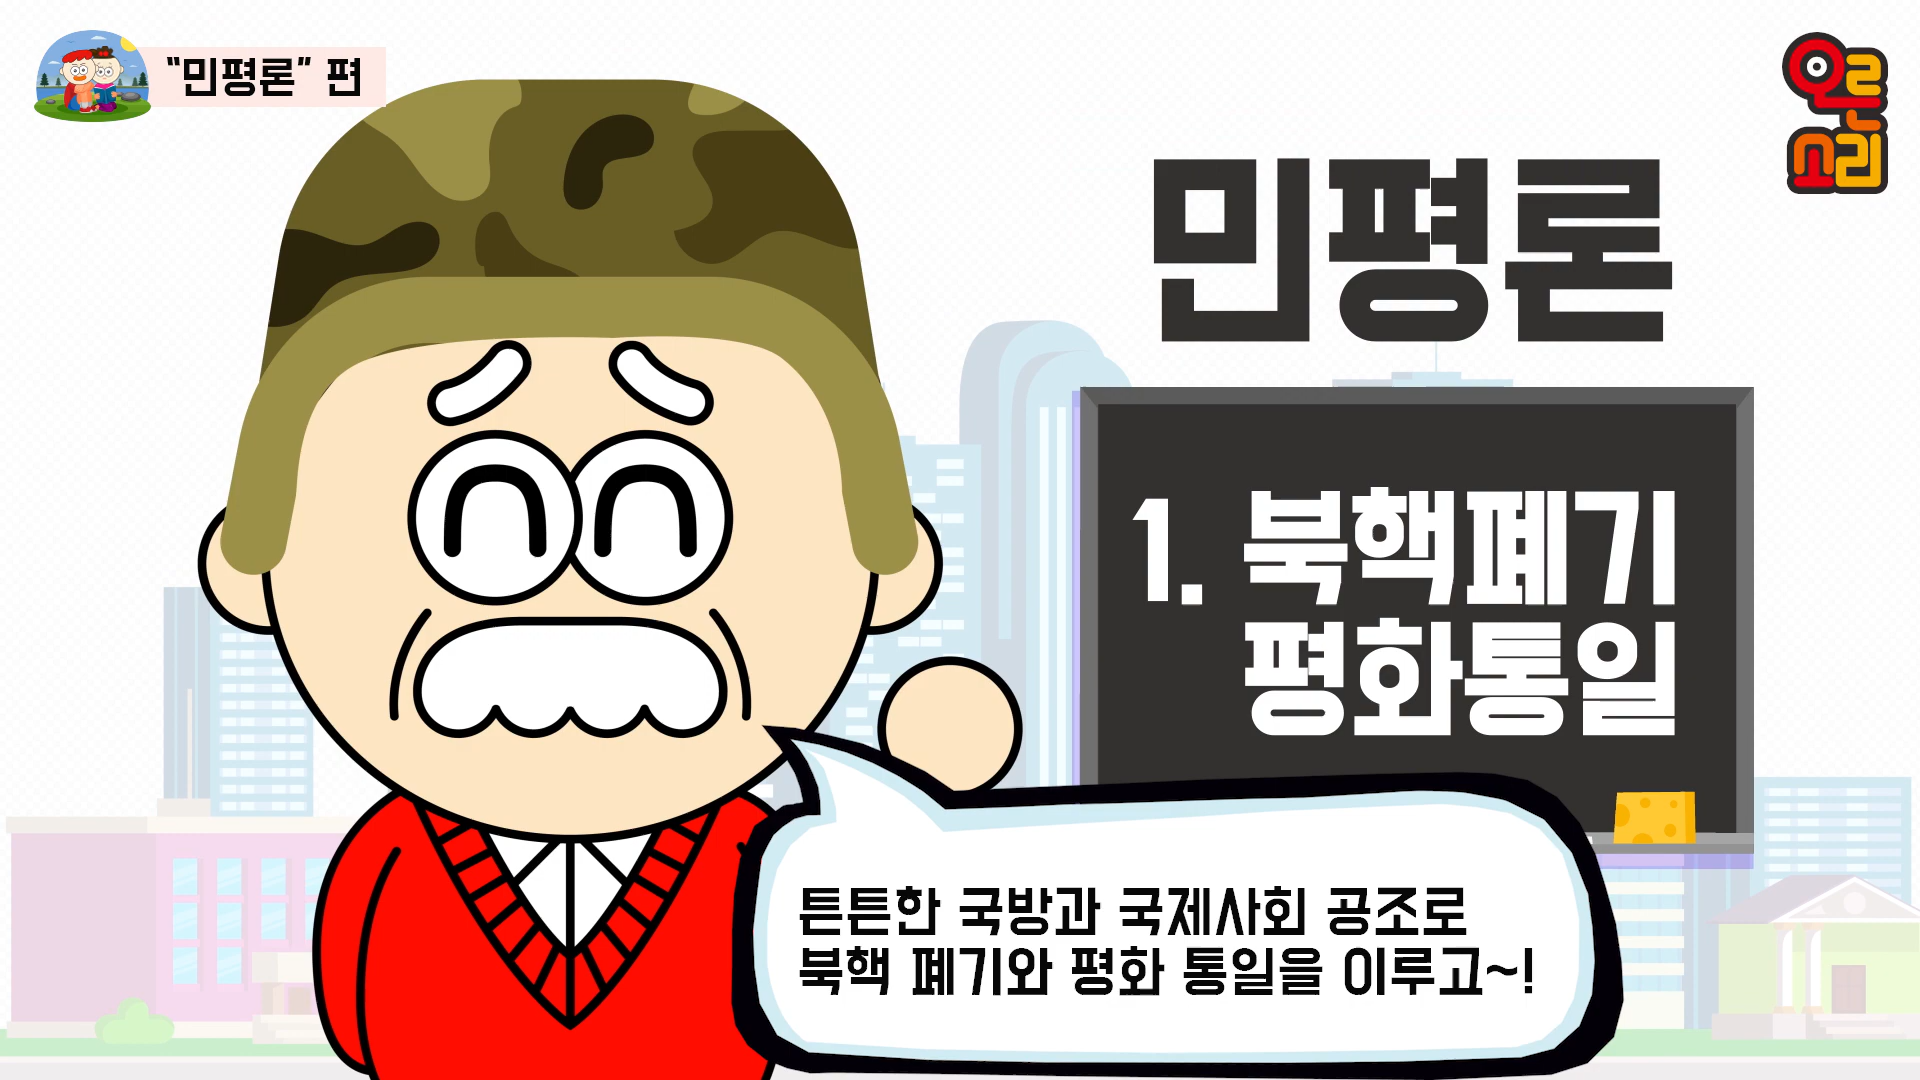 “민평론” 편
오른
소리
민평론
1. 북핵폐기
평화통일
튼튼한 국방과 국제사회 공조로
북핵 폐기와 평화 통일을 이루고~!